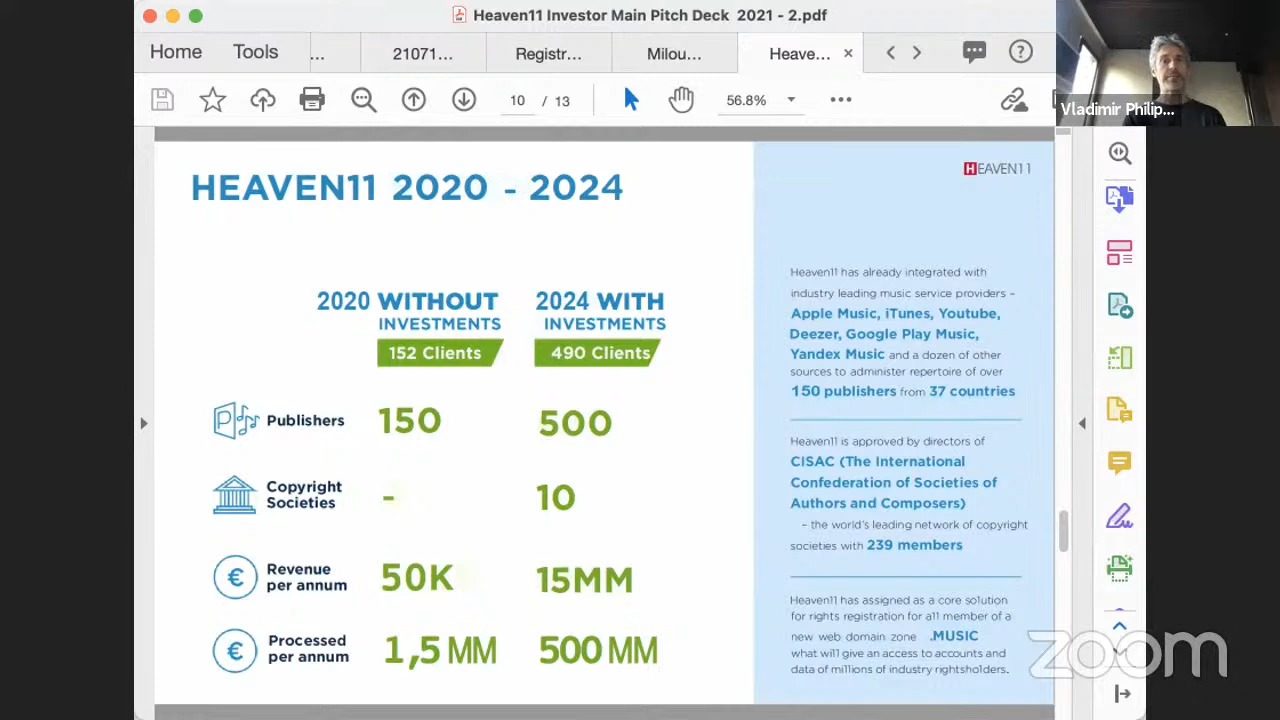 Heaven11 Investor Main Pitch Deck 2021 - 2.pdf
Home Tools ... 21071... Registr... Milou... Heave... ×
10 / 13 56.8%
Vladimir Philip...
HEAVEN11 2020 - 2024
2020 WITHOUT INVESTMENTS
152 Clients
2024 WITH INVESTMENTS
490 Clients
Publishers 150 500
Copyright Societies - 10
€ Revenue per annum 50K 15MM
€ Processed per annum 1,5 MM 500 MM
HEAVEN11
Heaven11 has already integrated with
industry leading music service providers –
Apple Music, iTunes, Youtube,
Deezer, Google Play Music,
Yandex Music and a dozen of other
sources to administer repertoire of over
150 publishers from 37 countries
Heaven11 is approved by directors of
CISAC (The International
Confederation of Societies of
Authors and Composers)
– the world's leading network of copyright
societies with 239 members
Heaven11 has assigned as a core solution
for rights registration for all member of a
new web domain zone .MUSIC
what will give an access to accounts and
data of millions of industry rightsholders.
zoom